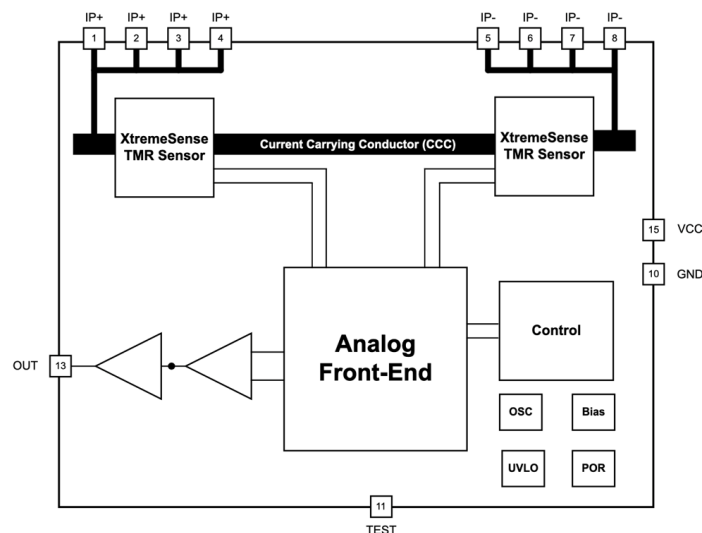 IP+ IP+ IP+ IP+ IP- IP- IP- IP-
1 2 3 4 5 6 7 8
XtremeSense
TMR Sensor
Current Carrying Conductor (CCC)
XtremeSense
TMR Sensor
15 VCC
10 GND
Analog
Front-End
Control
OUT 13
OSC Bias
UVLO POR
11
TEST